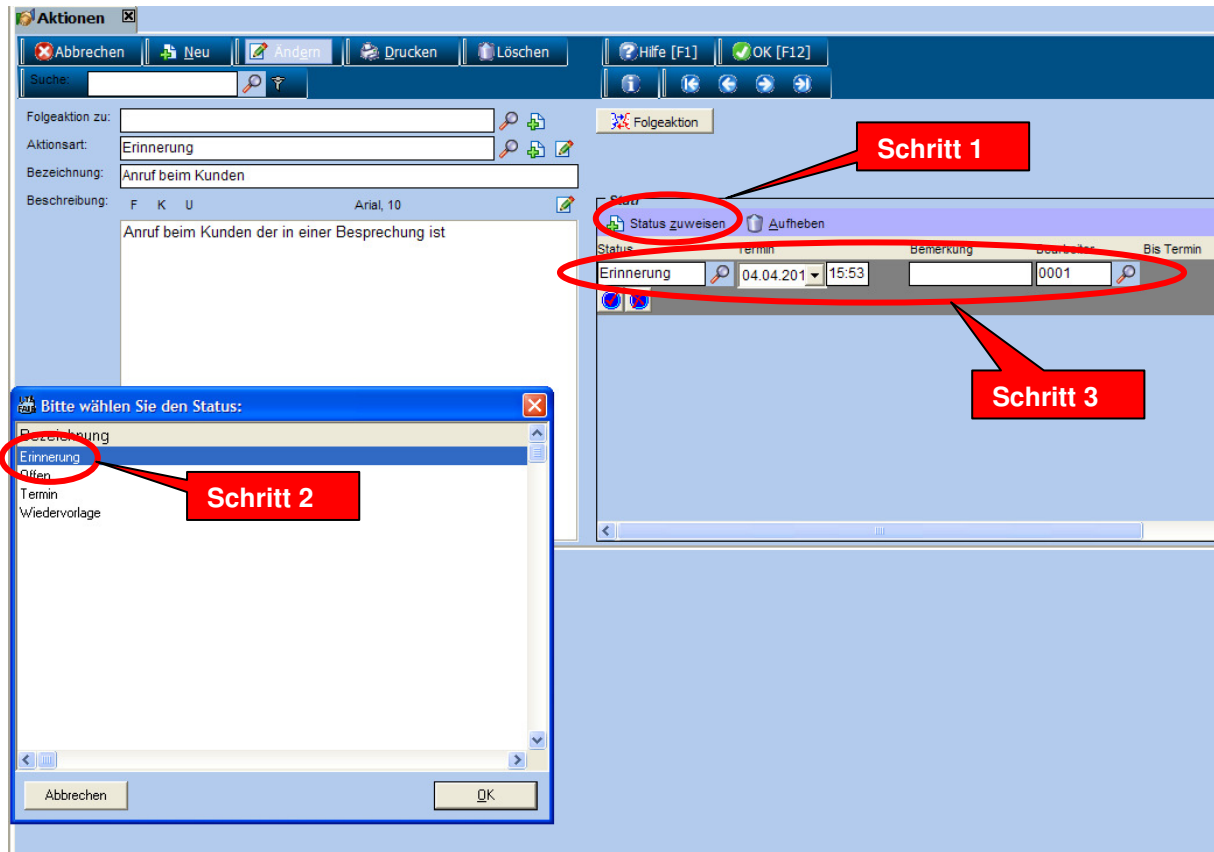 Aktionen
Abbrechen Neu Ändern Drucken Löschen Hilfe [F1] OK [F12]
Suche:
Folgeaktion zu:
Folgeaktion
Aktionsart: Erinnerung
Schritt 1
Bezeichnung: Anruf beim Kunden
Beschreibung: F K U Arial, 10
Anruf beim Kunden der in einer Besprechung ist
Stati
Status zuweisen Aufheben
Status Termin Bemerkung Bearbeiter Bis Termin
Erinnerung 04.04.201 15:53 0001
Schritt 3
Bitte wählen Sie den Status:
Bezeichnung
Erinnerung
Offen
Termin
Wiedervorlage
Schritt 2
Abbrechen OK